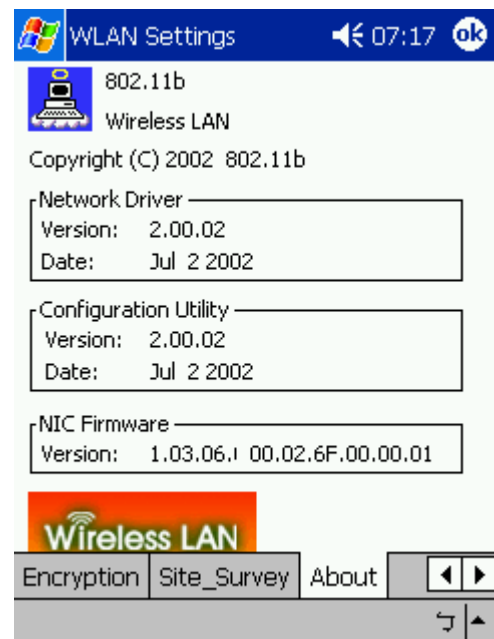 WLAN Settings 07:17 ok
802.11b
Wireless LAN
Copyright (C) 2002 802.11b
Network Driver
Version: 2.00.02
Date: Jul 2 2002
Configuration Utility
Version: 2.00.02
Date: Jul 2 2002
NIC Firmware
Version: 1.03.06. 00.02.6F.00.00.01
Wireless LAN
Encryption Site_Survey About